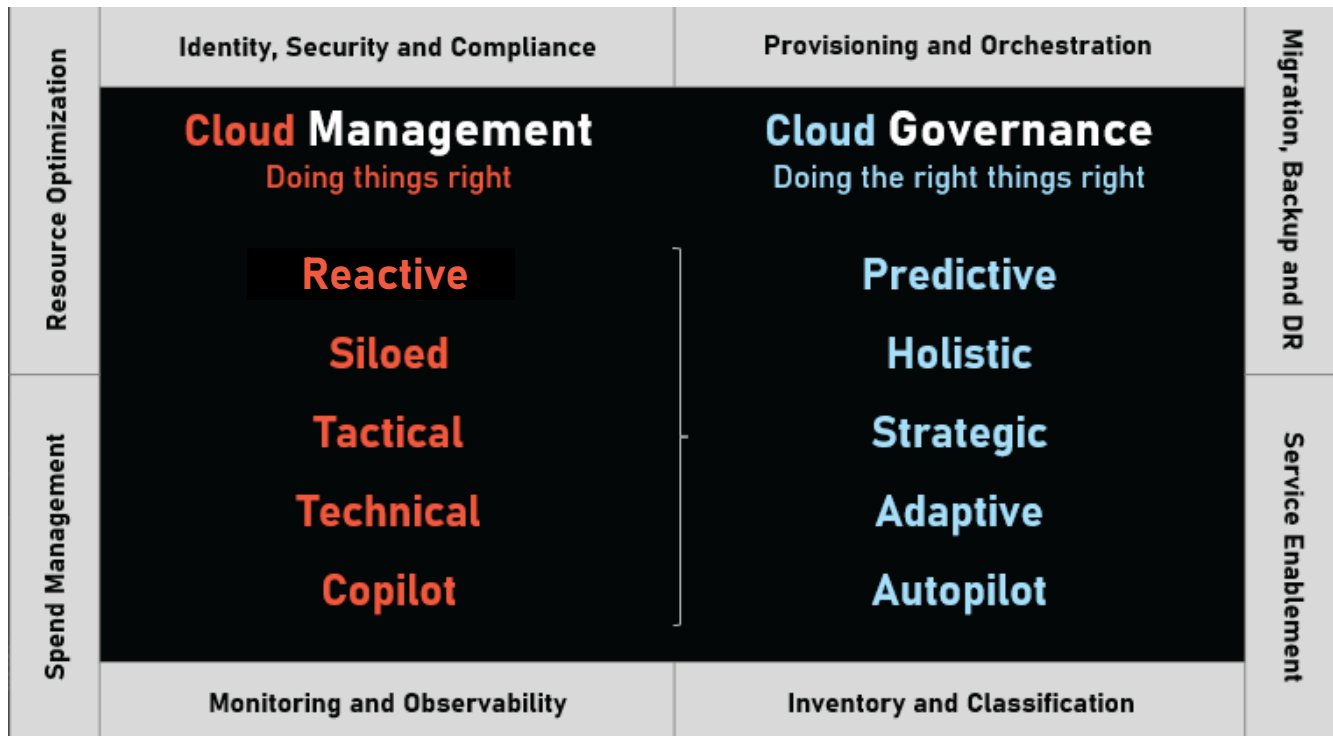 Identity, Security and Compliance
Provisioning and Orchestration
Resource Optimization
Spend Management
Cloud Management
Doing things right
Reactive
Siloed
Tactical
Technical
Copilot
Cloud Governance
Doing the right things right
Predictive
Holistic
Strategic
Adaptive
Autopilot
Migration, Backup and DR
Service Enablement
Monitoring and Observability
Inventory and Classification